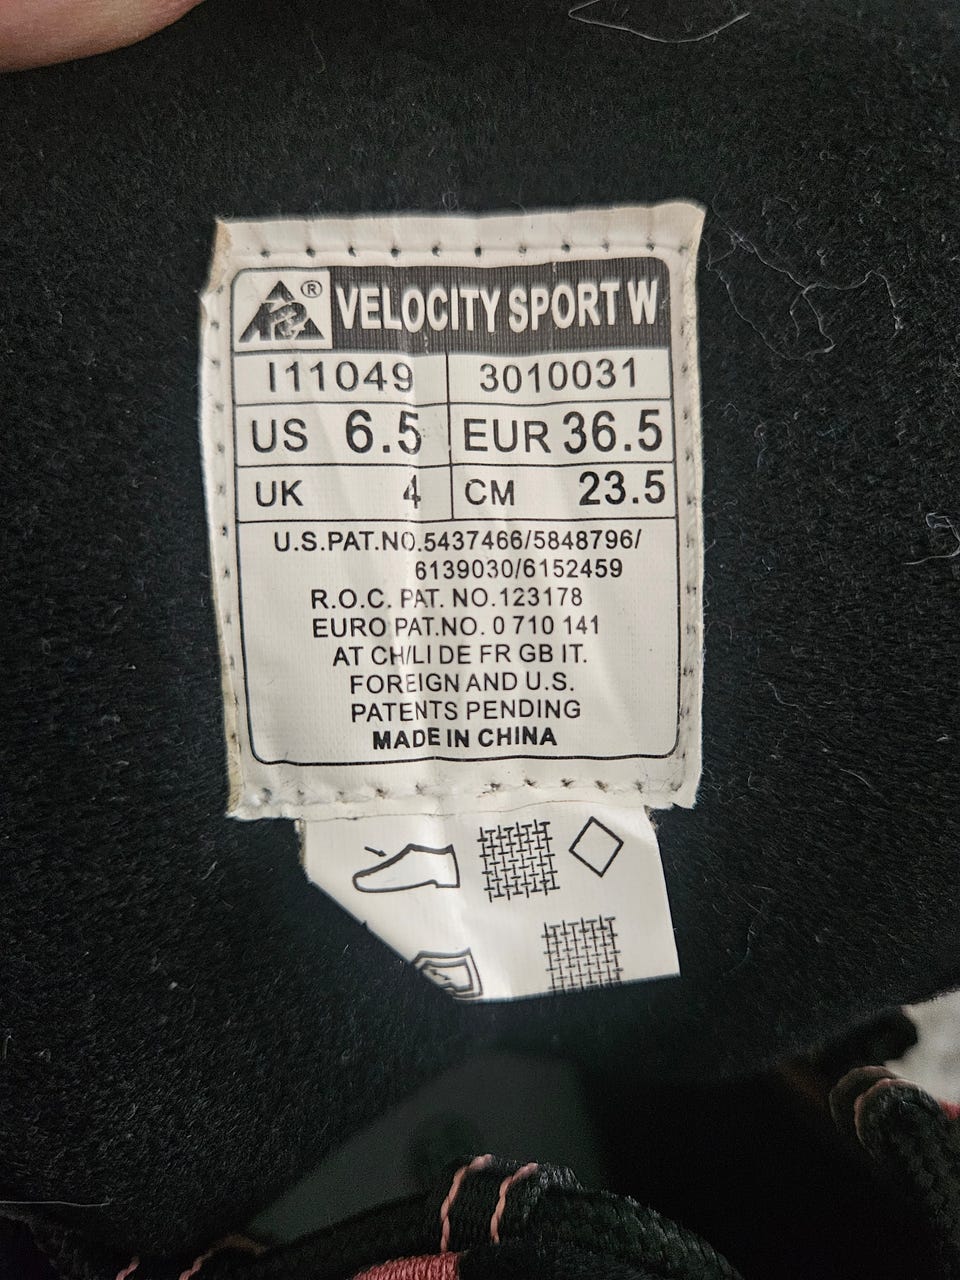 K2 ® VELOCITY SPORT W
I11049 3010031
US 6.5 EUR 36.5
UK 4 CM 23.5
U.S.PAT.NO.5437466/5848796/
6139030/6152459
R.O.C. PAT. NO.123178
EURO PAT.NO. 0 710 141
AT CH/LI DE FR GB IT.
FOREIGN AND U.S.
PATENTS PENDING
MADE IN CHINA